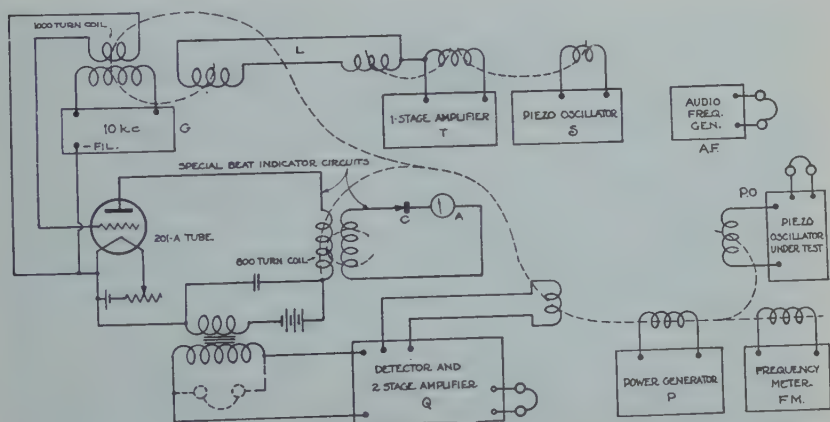 1000 TURN COIL
L
10 KC
G
-FIL.
1-STAGE AMPLIFIER
T
PIEZO OSCILLATOR
S
AUDIO
FREQ.
GEN.
A.F.
SPECIAL BEAT INDICATOR CIRCUITS
201-A TUBE
800 TURN COIL
C
A
P.O
PIEZO
OSCILLATOR
UNDER TEST
DETECTOR AND
2 STAGE AMPLIFIER
Q
POWER GENERATOR
P
FREQUENCY
METER
F M.